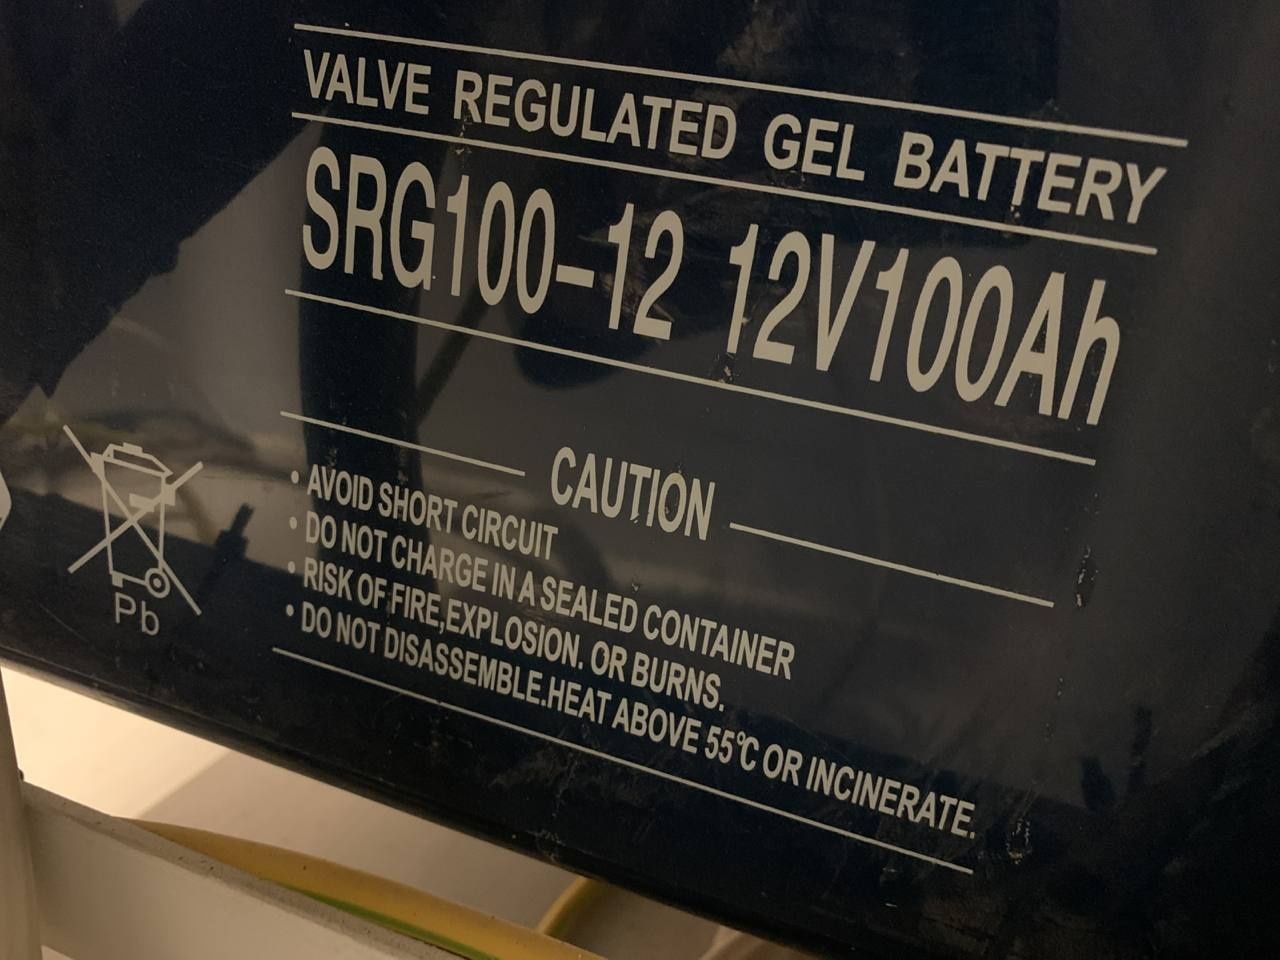 VALVE REGULATED GEL BATTERY
SRG100-12 12V100Ah
CAUTION
• AVOID SHORT CIRCUIT
• DO NOT CHARGE IN A SEALED CONTAINER
• RISK OF FIRE,EXPLOSION. OR BURNS.
• DO NOT DISASSEMBLE.HEAT ABOVE 55℃ OR INCINERATE.
Pb